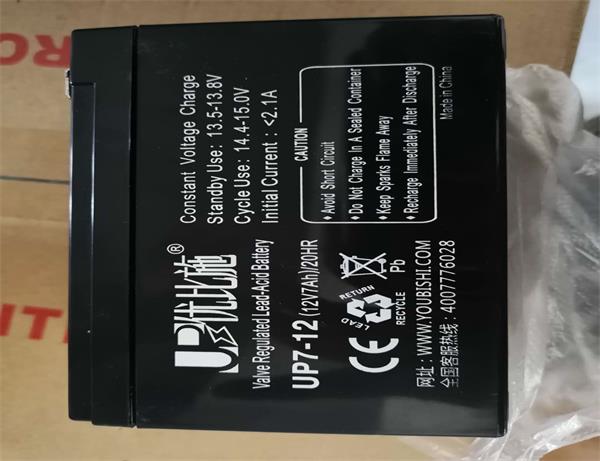 UP优比施®
Valve Regulated Lead-Acid Battery
UP7-12 (12V7Ah)/20HR
Constant Voltage Charge
Standby Use: 13.5-13.8V
Cycle Use: 14.4-15.0V
Initial Current: <2.1A
CAUTION
• Avoid Short Circuit
• Do Not Charge In A Sealed Container
• Keep Sparks Flame Away
• Recharge Immediately After Discharge
CE
RETURN
LEAD
RECYCLE
Pb
网址: WWW.YOUBISHI.COM
全国客服热线: 4007776028
Made in China